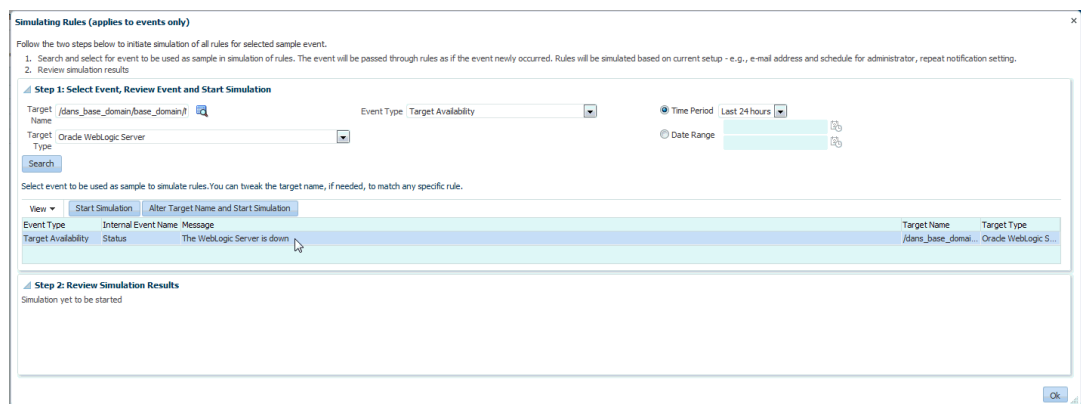 Simulating Rules (applies to events only)
Follow the two steps below to initiate simulation of all rules for selected sample event.
1. Search and select for event to be used as sample in simulation of rules. The event will be passed through rules as if the event newly occurred. Rules will be simulated based on current setup - e.g., e-mail address and schedule for administrator, repeat notification setting.
2. Review simulation results
Step 1: Select Event, Review Event and Start Simulation
Target Name /dans_base_domain/base_domain/
Event Type Target Availability
Time Period Last 24 hours
Target Type Oracle WebLogic Server
Date Range
Search
Select event to be used as sample to simulate rules.You can tweak the target name, if needed, to match any specific rule.
View Start Simulation Alter Target Name and Start Simulation
Event Type Internal Event Name Message Target Name Target Type
Target Availability Status The WebLogic Server is down /dans_base_domai... Oracle WebLogic S...
Step 2: Review Simulation Results
Simulation yet to be started
Ok